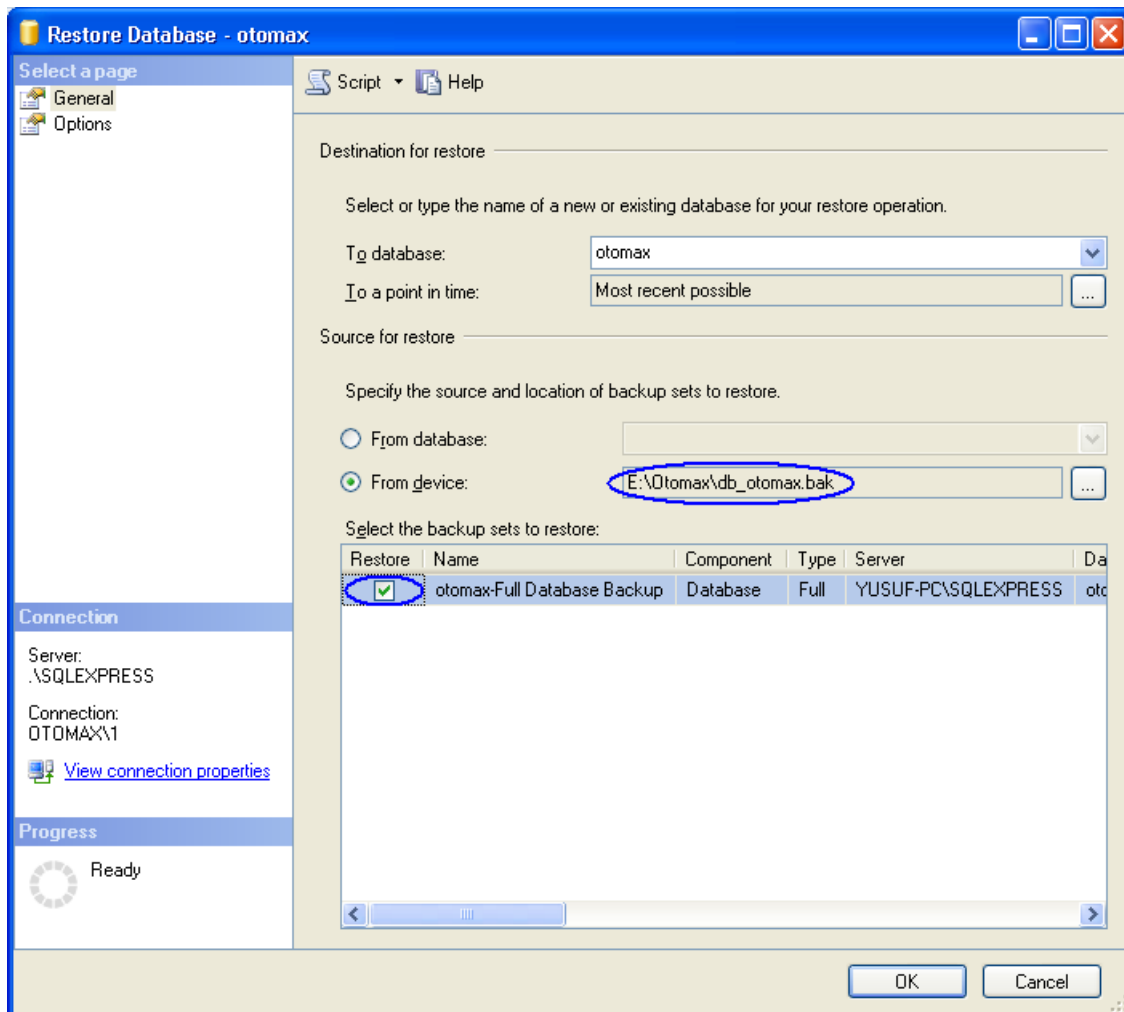 Restore Database - otomax
Select a page
General
Options
Script Help
Destination for restore
Select or type the name of a new or existing database for your restore operation.
To database: otomax
To a point in time: Most recent possible ...
Source for restore
Specify the source and location of backup sets to restore.
From database:
From device: E:\Otomax\db_otomax.bak ...
Select the backup sets to restore:
Restore Name Component Type Server Da
otomax-Full Database Backup Database Full YUSUF-PC\SQLEXPRESS oto
Connection
Server:
.\SQLEXPRESS
Connection:
OTOMAX\1
View connection properties
Progress
Ready
OK Cancel